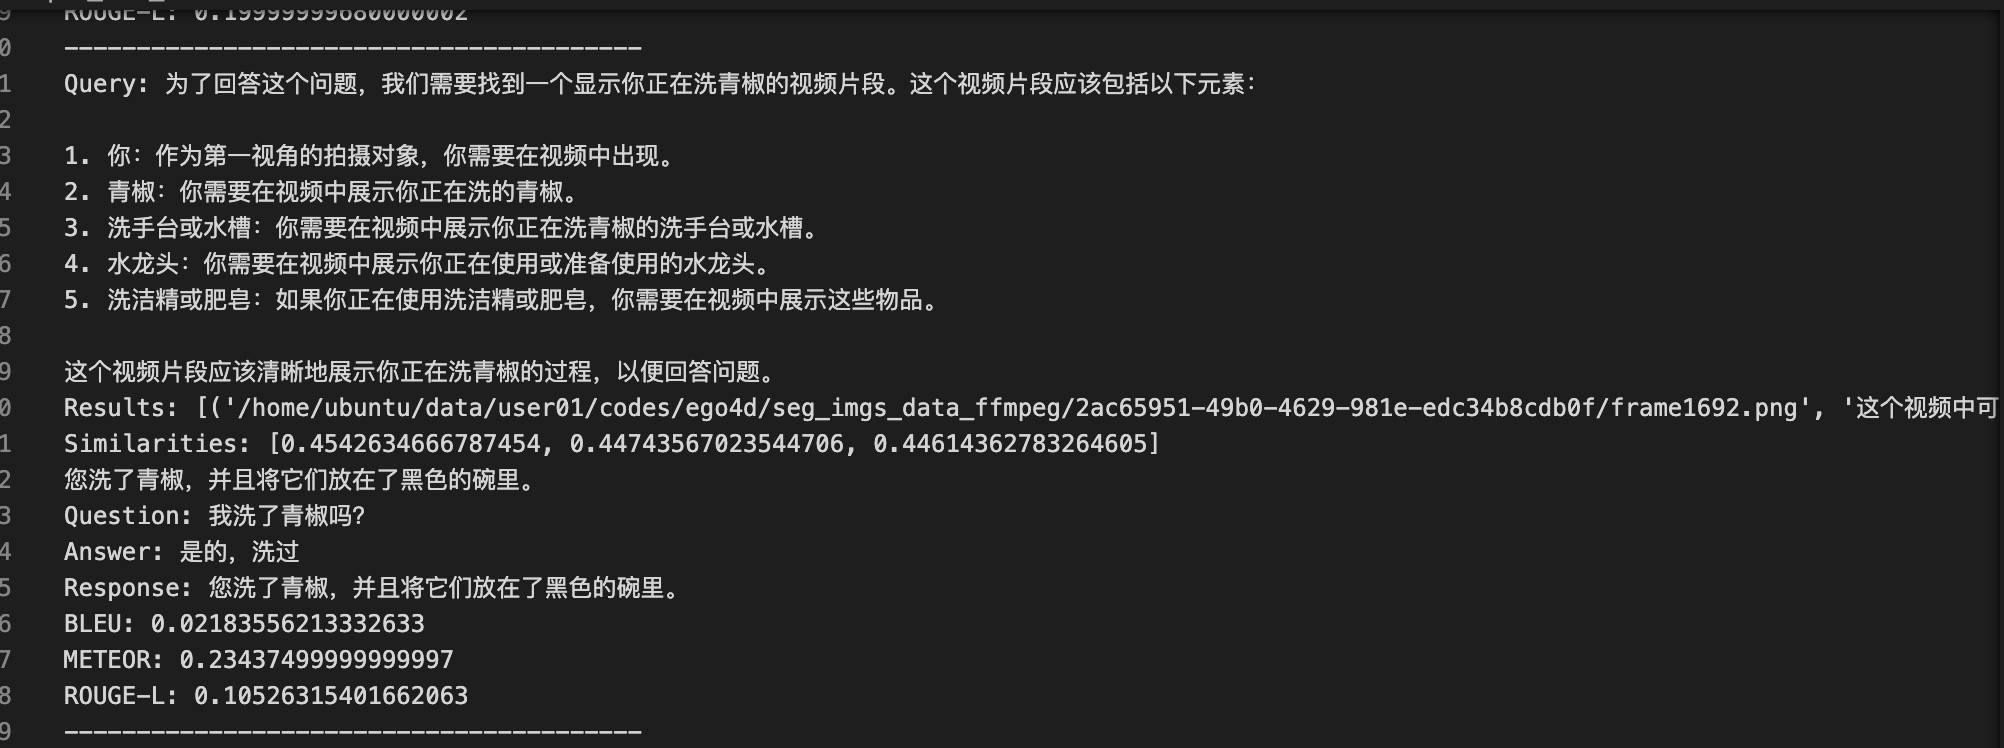 9 ROUGE-L: 0.19999999680000002
0 ----------------------------------------
1 Query: 为了回答这个问题，我们需要找到一个显示你正在洗青椒的视频片段。这个视频片段应该包括以下元素：
2
3 1. 你：作为第一视角的拍摄对象，你需要在视频中出现。
4 2. 青椒：你需要在视频中展示你正在洗的青椒。
5 3. 洗手台或水槽：你需要在视频中展示你正在洗青椒的洗手台或水槽。
6 4. 水龙头：你需要在视频中展示你正在使用或准备使用的水龙头。
7 5. 洗洁精或肥皂：如果你正在使用洗洁精或肥皂，你需要在视频中展示这些物品。
8
9 这个视频片段应该清晰地展示你正在洗青椒的过程，以便回答问题。
0 Results: [('/home/ubuntu/data/user01/codes/ego4d/seg_imgs_data_ffmpeg/2ac65951-49b0-4629-981e-edc34b8cdb0f/frame1692.png', '这个视频中可
1 Similarities: [0.4542634666787454, 0.44743567023544706, 0.44614362783264605]
2 您洗了青椒，并且将它们放在了黑色的碗里。
3 Question: 我洗了青椒吗？
4 Answer: 是的，洗过
5 Response: 您洗了青椒，并且将它们放在了黑色的碗里。
6 BLEU: 0.02183556213332633
7 METEOR: 0.23437499999999997
8 ROUGE-L: 0.10526315401662063
9 ----------------------------------------